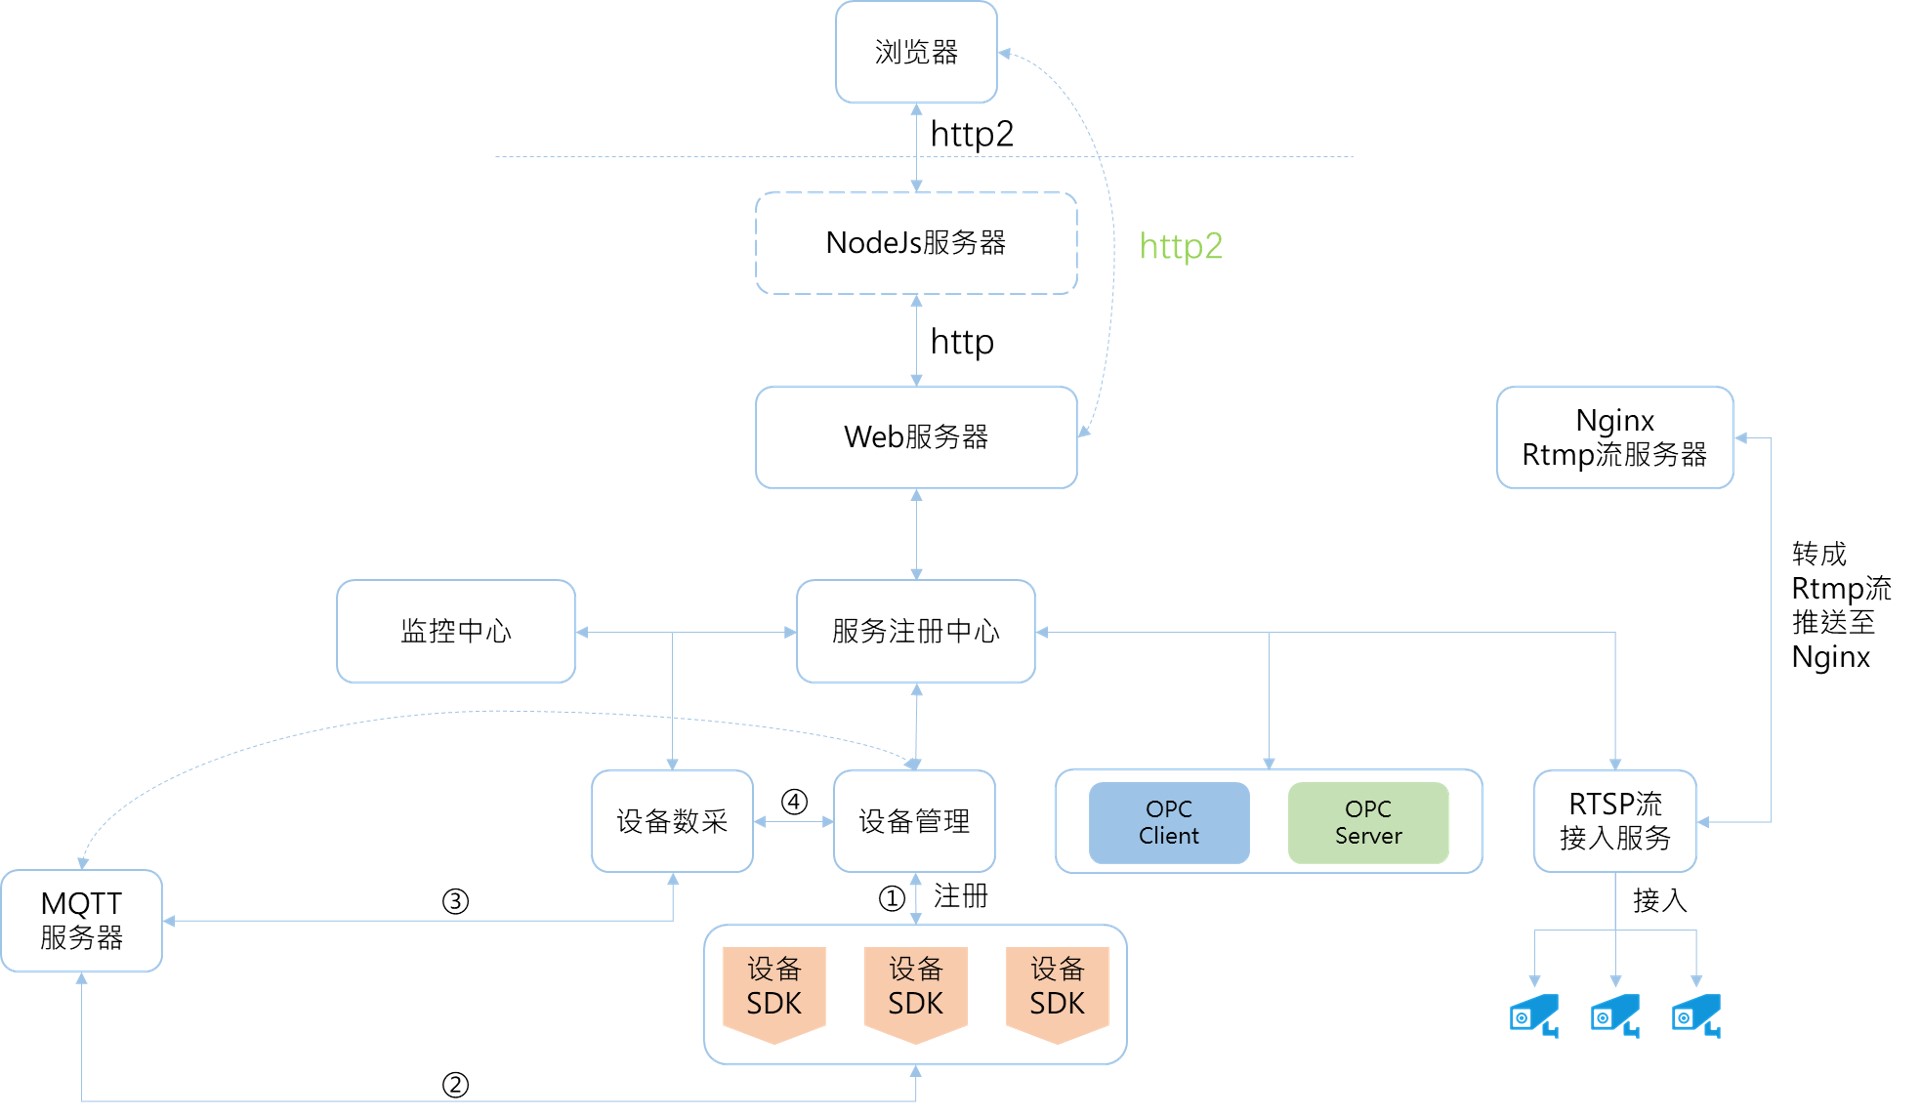 浏览器
http2
NodeJs服务器
http2
http
Web服务器
Nginx
Rtmp流服务器
转成
Rtmp流
推送至
Nginx
监控中心
服务注册中心
设备数采
④
设备管理
OPC
Client
OPC
Server
RTSP流
接入服务
MQTT
服务器
③
①
注册
接入
设备
SDK
设备
SDK
设备
SDK
②